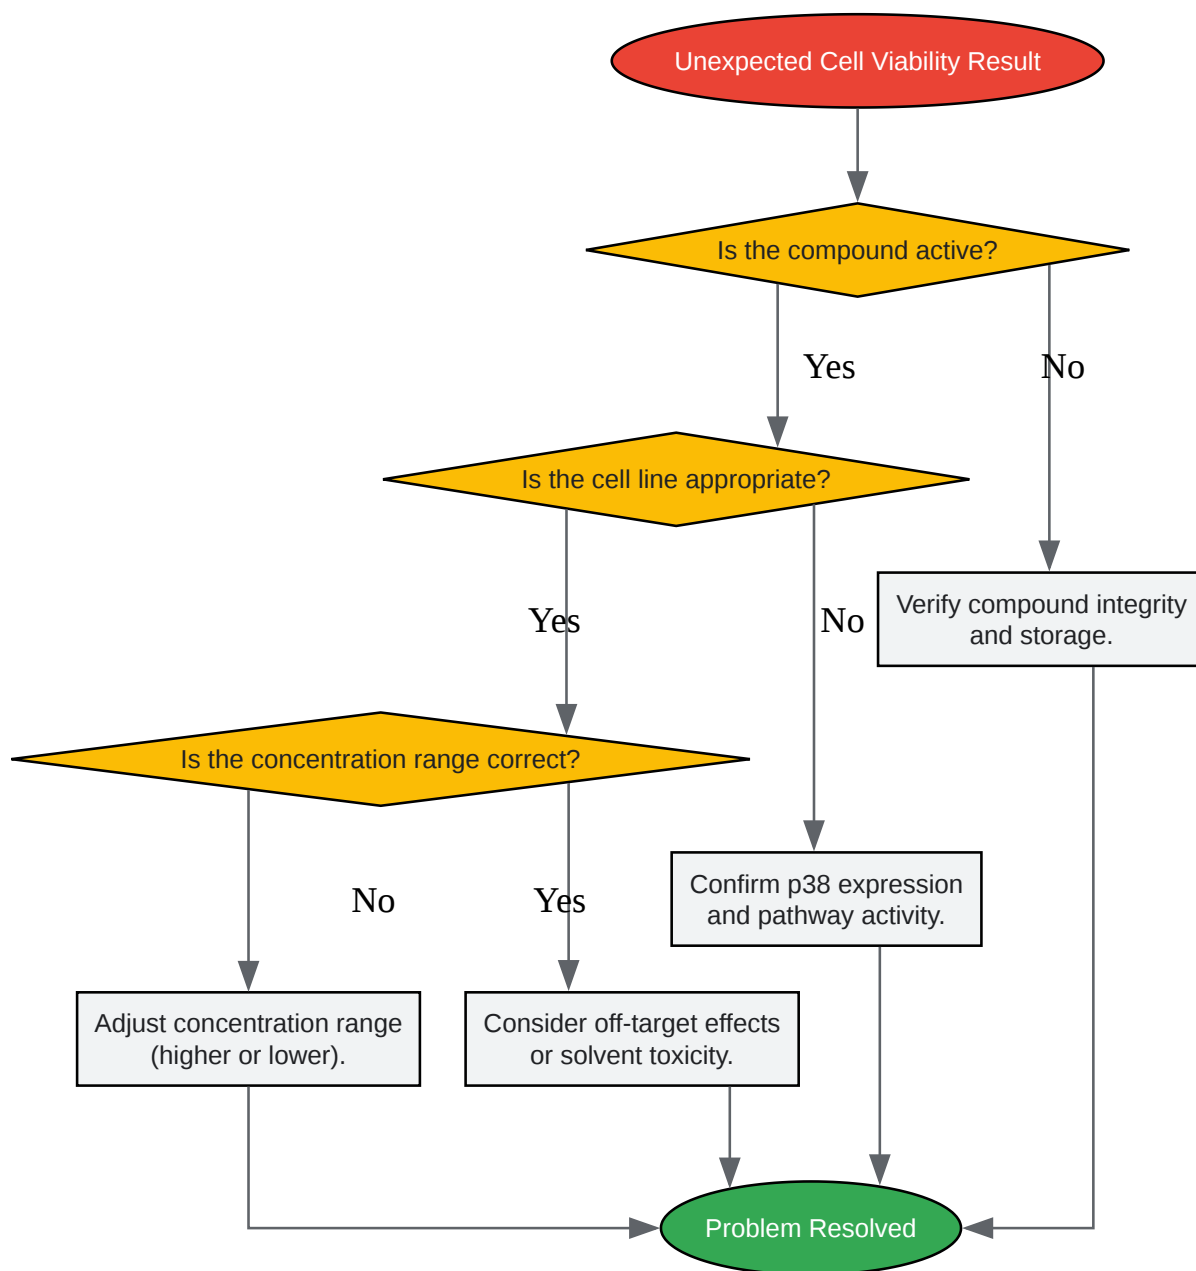 Unexpected Cell Viability Result
Is the compound active?
Yes
No
Is the cell line appropriate?
Verify compound integrity
and storage.
Yes
No
Is the concentration range correct?
Confirm p38 expression
and pathway activity.
No
Yes
Adjust concentration range
(higher or lower).
Consider off-target effects
or solvent toxicity.
Problem Resolved